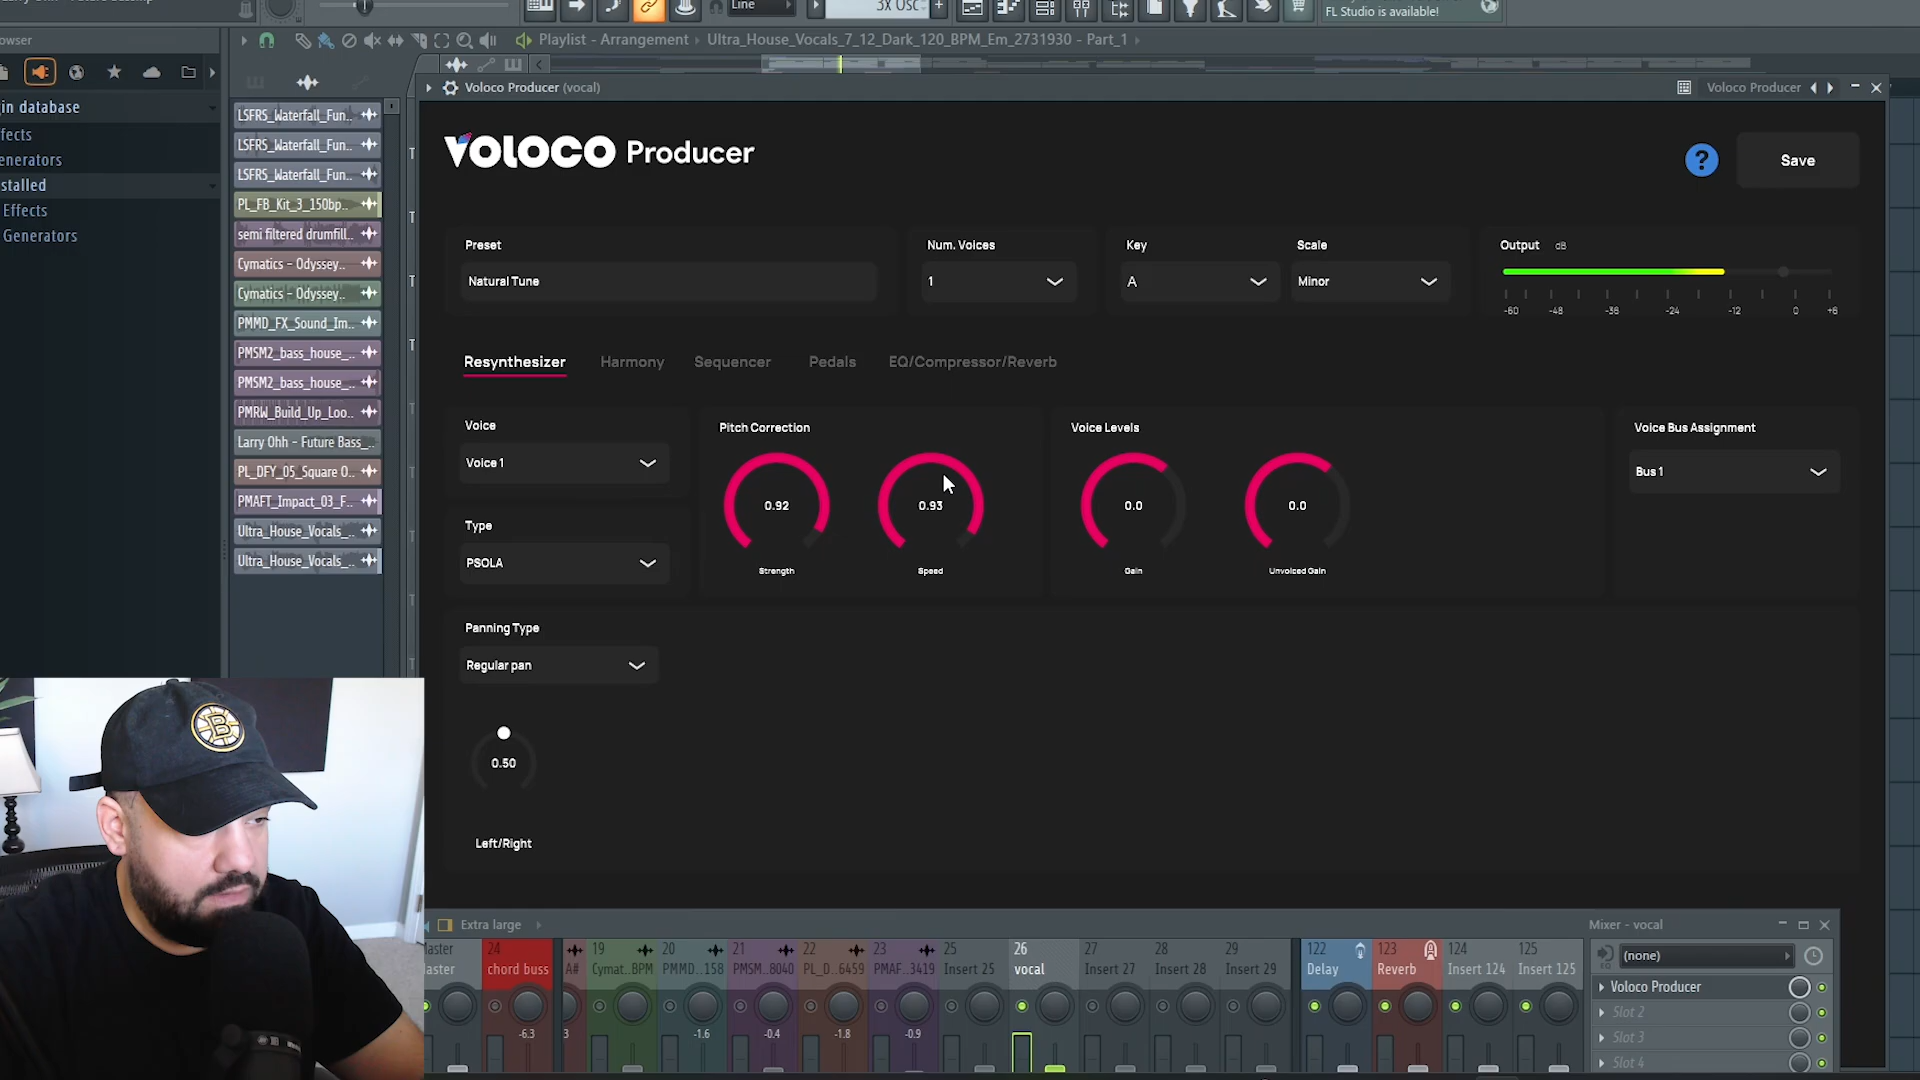 Line
3x OSC
FL Studio is available!
Playlist - Arrangement › Ultra_House_Vocals_7_12_Dark_120_BPM_Em_2731930 - Part_1
Voloco Producer (vocal)
Voloco Producer
LSFRS_Waterfall_Fun..
LSFRS_Waterfall_Fun..
LSFRS_Waterfall_Fun..
PL_FB_Kit_3_150bp..
semi filtered drumfill..
Cymatics - Odyssey..
Cymatics - Odyssey..
PMMD_FX_Sound_Im..
PMSM2_bass_house_..
PMSM2_bass_house_..
PMRW_Build_Up_Loo..
Larry Ohh - Future Bass_..
PL_DFY_05_Square O..
PMAFT_Impact_03_F..
Ultra_House_Vocals_..
Ultra_House_Vocals_..
in database
Effects
Generators
VOLOCO Producer
?
Save
Preset
Natural Tune
Num. Voices
1
Key
A
Scale
Minor
Output dB
-60 -48 -36 -24 -12 0 +6
Resynthesizer
Harmony
Sequencer
Pedals
EQ/Compressor/Reverb
Voice
Voice 1
Type
PSOLA
Pitch Correction
0.92
Strength
0.93
Speed
Voice Levels
0.0
Gain
0.0
Unvoiced Gain
Voice Bus Assignment
Bus 1
Panning Type
Regular pan
0.50
Left/Right
B
Extra large
Mixer - vocal
24 19 20 21 22 23 25 26 27 28 29 122 123 124 125
chord buss A# Cymat..BPM PMMD..158 PMSM..8040 PL_D..6459 PMAF..3419 Insert 25 vocal Insert 27 Insert 28 Insert 29 Delay Reverb Insert 124 Insert 125
-6.3 3 -1.6 -0.4 -1.8 -0.9
(none)
Voloco Producer
Slot 2
Slot 3
Slot 4